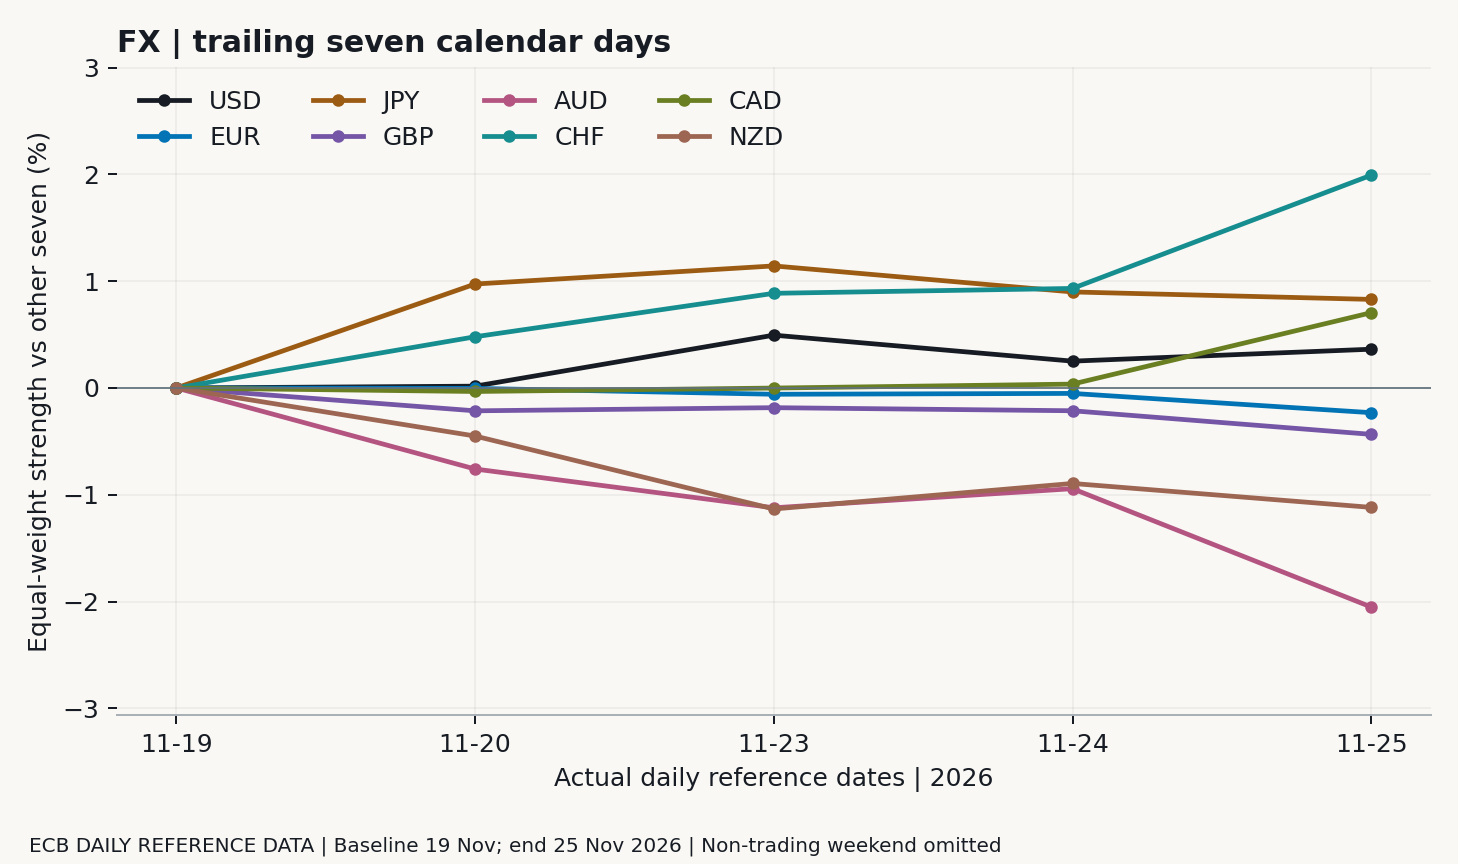 FX | trailing seven calendar days
USD JPY AUD CAD
EUR GBP CHF NZD
Equal-weight strength vs other seven (%)
3
2
1
0
−1
−2
−3
11-19 11-20 11-23 11-24 11-25
Actual daily reference dates | 2026
ECB DAILY REFERENCE DATA | Baseline 19 Nov; end 25 Nov 2026 | Non-trading weekend omitted